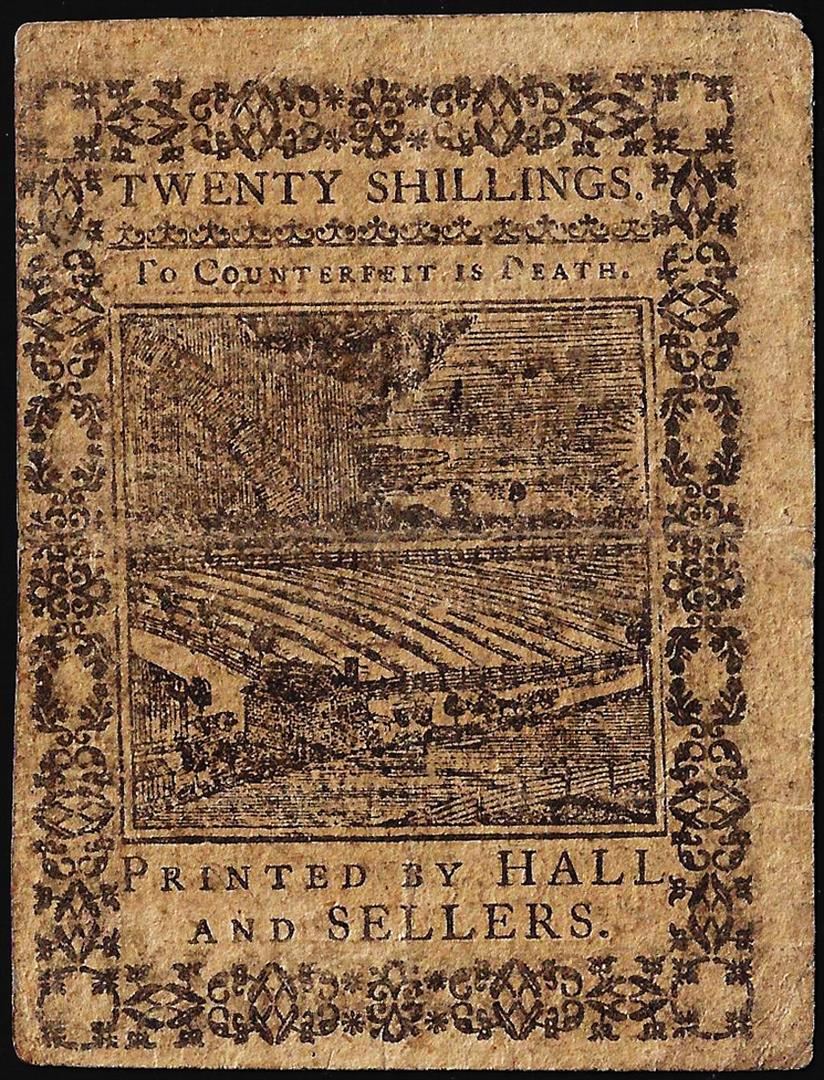 TWENTY SHILLINGS.
TO COUNTERFEIT IS DEATH.
PRINTED BY HALL
AND SELLERS.